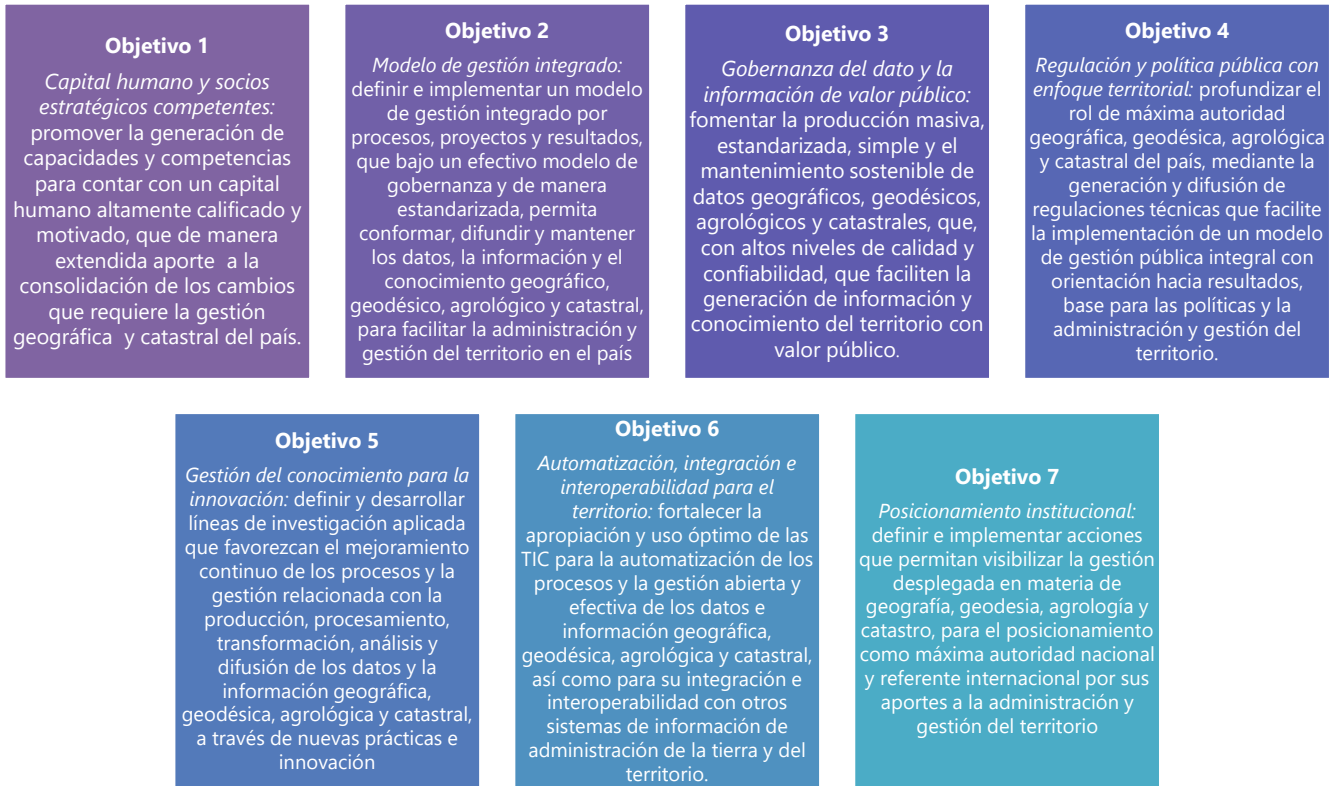 Objetivo 1
Capital humano y socios
estratégicos competentes:
promover la generación de
capacidades y competencias
para contar con un capital
humano altamente calificado y
motivado, que de manera
extendida aporte a la
consolidación de los cambios
que requiere la gestión
geográfica y catastral del país.
Objetivo 2
Modelo de gestión integrado:
definir e implementar un modelo
de gestión integrado por
procesos, proyectos y resultados,
que bajo un efectivo modelo de
gobernanza y de manera
estandarizada, permita
conformar, difundir y mantener
los datos, la información y el
conocimiento geográfico,
geodésico, agrológico y catastral,
para facilitar la administración y
gestión del territorio en el país
Objetivo 3
Gobernanza del dato y la
información de valor público:
fomentar la producción masiva,
estandarizada, simple y el
mantenimiento sostenible de
datos geográficos, geodésicos,
agrológicos y catastrales, que,
con altos niveles de calidad y
confiabilidad, que faciliten la
generación de información y
conocimiento del territorio con
valor público.
Objetivo 4
Regulación y política pública con
enfoque territorial: profundizar el
rol de máxima autoridad
geográfica, geodésica, agrológica
y catastral del país, mediante la
generación y difusión de
regulaciones técnicas que facilite
la implementación de un modelo
de gestión pública integral con
orientación hacia resultados,
base para las políticas y la
administración y gestión del
territorio.
Objetivo 5
Gestión del conocimiento para la
innovación: definir y desarrollar
líneas de investigación aplicada
que favorezcan el mejoramiento
continuo de los procesos y la
gestión relacionada con la
producción, procesamiento,
transformación, análisis y
difusión de los datos y la
información geográfica,
geodésica, agrológica y catastral,
a través de nuevas prácticas e
innovación
Objetivo 6
Automatización, integración e
interoperabilidad para el
territorio: fortalecer la
apropiación y uso óptimo de las
TIC para la automatización de los
procesos y la gestión abierta y
efectiva de los datos e
información geográfica,
geodésica, agrológica y catastral,
así como para su integración e
interoperabilidad con otros
sistemas de información de
administración de la tierra y del
territorio.
Objetivo 7
Posicionamiento institucional:
definir e implementar acciones
que permitan visibilizar la gestión
desplegada en materia de
geografía, geodesia, agrología y
catastro, para el posicionamiento
como máxima autoridad nacional
y referente internacional por sus
aportes a la administración y
gestión del territorio